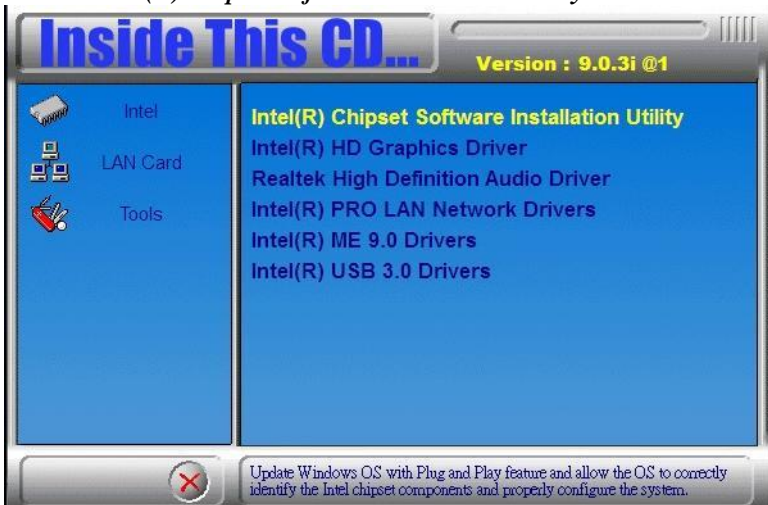 Inside This CD...
Version : 9.0.3i @1
Intel
LAN Card
Tools
Intel(R) Chipset Software Installation Utility
Intel(R) HD Graphics Driver
Realtek High Definition Audio Driver
Intel(R) PRO LAN Network Drivers
Intel(R) ME 9.0 Drivers
Intel(R) USB 3.0 Drivers
Update Windows OS with Plug and Play feature and allow the OS to correctly
identify the Intel chipset components and properly configure the system.